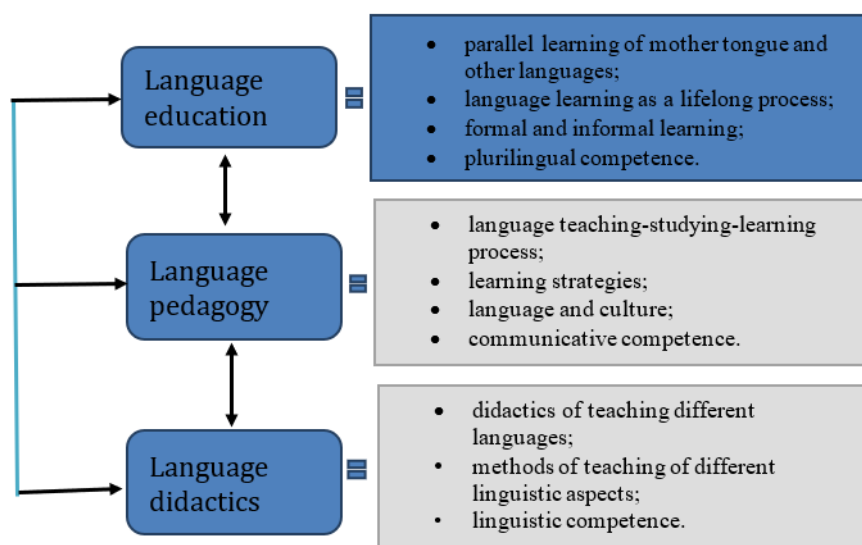 Language
education
• parallel learning of mother tongue and
other languages;
• language learning as a lifelong process;
• formal and informal learning;
• plurilingual competence.
Language
pedagogy
• language teaching-studying-learning
process;
• learning strategies;
• language and culture;
• communicative competence.
Language
didactics
• didactics of teaching different
languages;
• methods of teaching of different
linguistic aspects;
• linguistic competence.